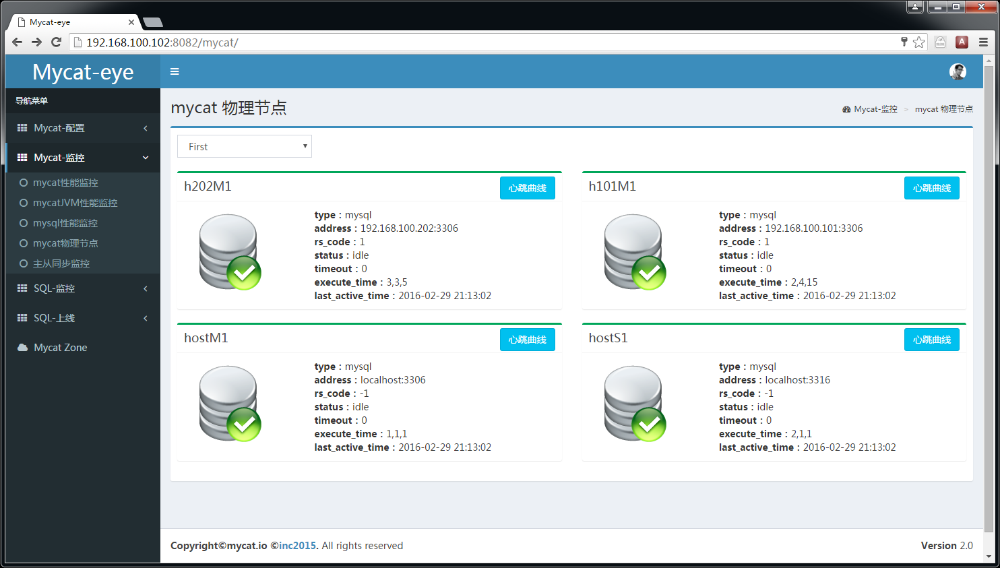 Mycat-eye
192.168.100.102:8082/mycat/
A
Mycat-eye
导航菜单
Mycat-配置
Mycat-监控
mycat性能监控
mycatJVM性能监控
mysql性能监控
mycat物理节点
主从同步监控
SQL-监控
SQL-上线
Mycat Zone
mycat 物理节点
Mycat-监控 > mycat 物理节点
First
h202M1
心跳曲线
type : mysql
address : 192.168.100.202:3306
rs_code : 1
status : idle
timeout : 0
execute_time : 3,3,5
last_active_time : 2016-02-29 21:13:02
h101M1
心跳曲线
type : mysql
address : 192.168.100.101:3306
rs_code : 1
status : idle
timeout : 0
execute_time : 2,4,15
last_active_time : 2016-02-29 21:13:02
hostM1
心跳曲线
type : mysql
address : localhost:3306
rs_code : -1
status : idle
timeout : 0
execute_time : 1,1,1
last_active_time : 2016-02-29 21:13:02
hostS1
心跳曲线
type : mysql
address : localhost:3316
rs_code : -1
status : idle
timeout : 0
execute_time : 2,1,1
last_active_time : 2016-02-29 21:13:02
Copyright©mycat.io ©inc2015. All rights reserved
Version 2.0